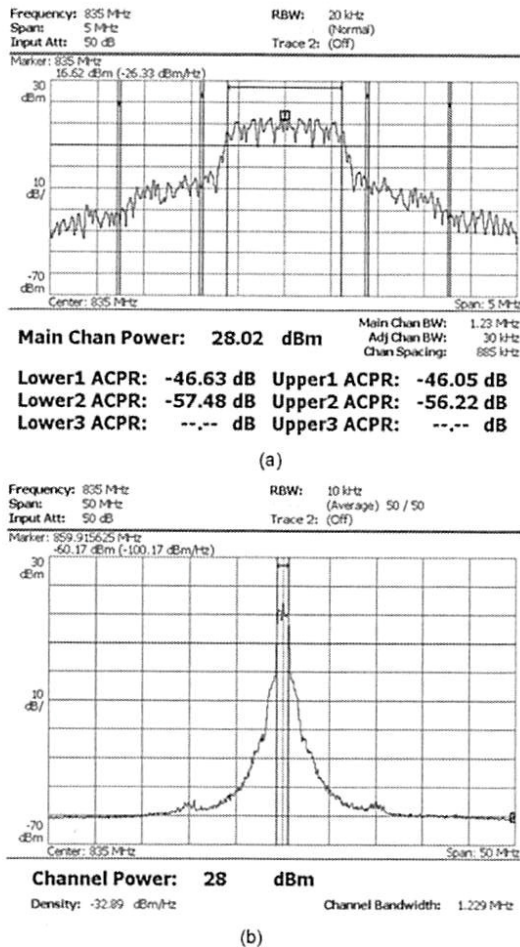 Frequency: 835 MHz RBW: 20 kHz
Span: 5 MHz (Normal)
Input Att: 50 dB Trace 2: (Off)
Marker: 835 MHz
16.62 dBm (-26.33 dBm/Hz)
30
dBm
10
dB/
-70
dBm
Center: 835 MHz Span: 5 MHz
Main Chan Power: 28.02 dBm
Main Chan BW: 1.23 MHz
Adj Chan BW: 30 kHz
Chan Spacing: 885 kHz
Lower1 ACPR: -46.63 dB Upper1 ACPR: -46.05 dB
Lower2 ACPR: -57.48 dB Upper2 ACPR: -56.22 dB
Lower3 ACPR: --.-- dB Upper3 ACPR: --.-- dB
(a)
Frequency: 835 MHz RBW: 10 kHz
Span: 50 MHz (Average) 50 / 50
Input Att: 50 dB Trace 2: (Off)
Marker: 859.915625 MHz
-60.17 dBm (-100.17 dBm/Hz)
30
dBm
10
dB/
-70
dBm
Center: 835 MHz Span: 50 MHz
Channel Power: 28 dBm
Density: -32.89 dBm/Hz Channel Bandwidth: 1.229 MHz
(b)